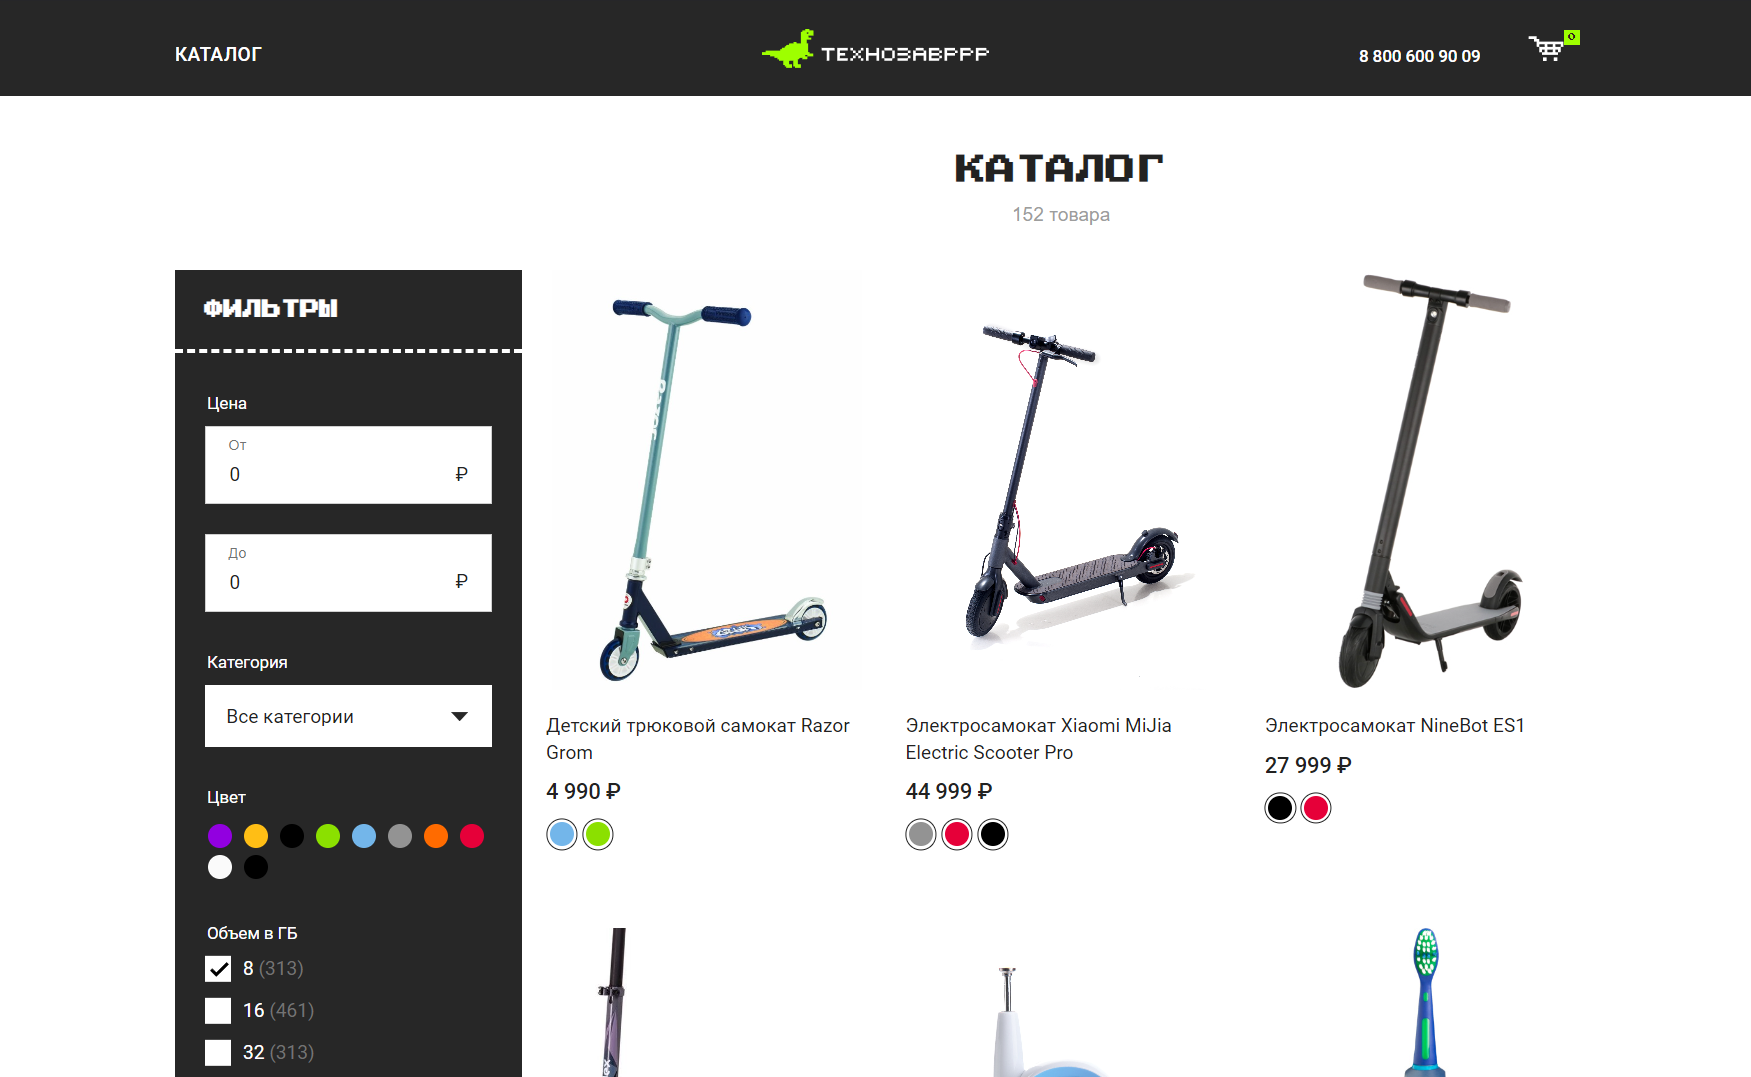 КАТАЛОГ
ТЕХНОЗАВРРР
8 800 600 90 09
0
КАТАЛОГ
152 товара
ФИЛЬТРЫ
Цена
От
0 ₽
До
0 ₽
Категория
Все категории
Цвет
Объем в ГБ
8 (313)
16 (461)
32 (313)
Детский трюковой самокат Razor
Grom
4 990 ₽
Электросамокат Xiaomi MiJia
Electric Scooter Pro
44 999 ₽
Электросамокат NineBot ES1
27 999 ₽